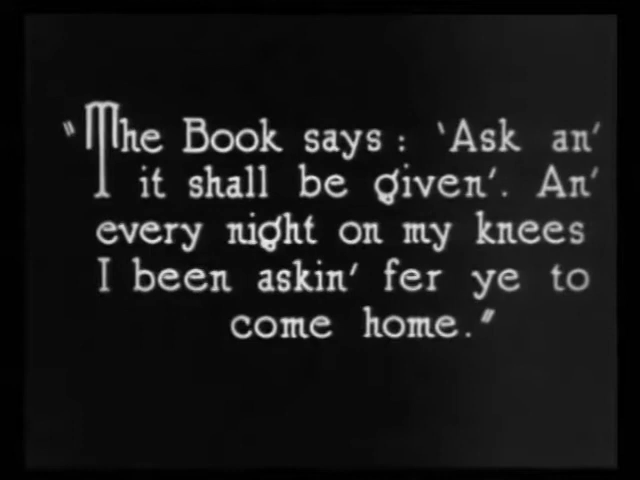 "The Book says : 'Ask an'
it shall be given'. An'
every night on my knees
I been askin' fer ye to
come home."